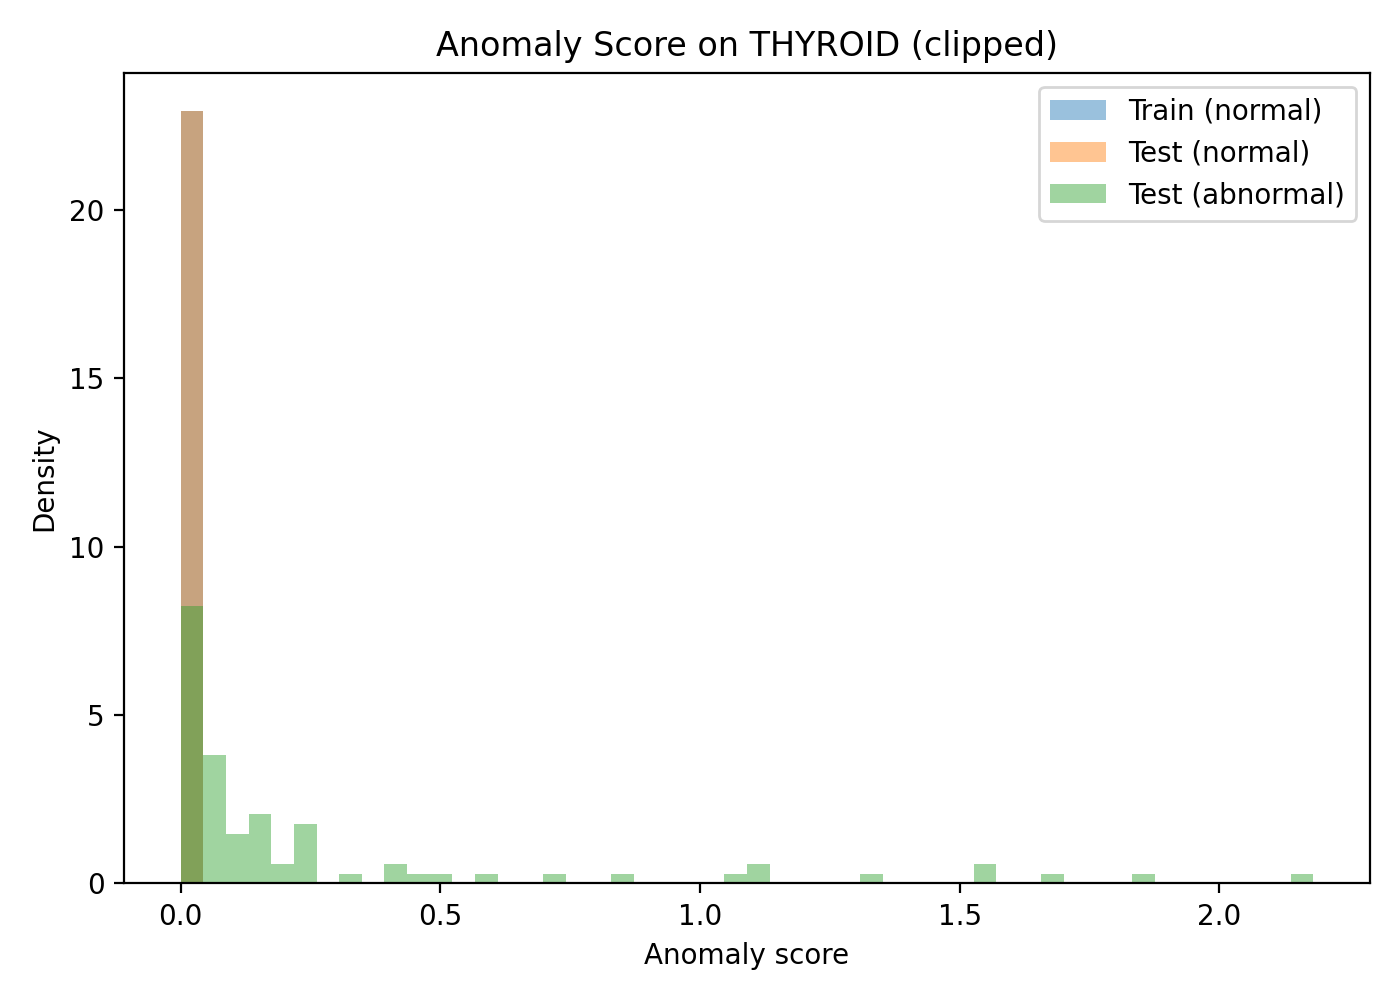 Anomaly Score on THYROID (clipped)
Train (normal)
Test (normal)
Test (abnormal)
Density
20
15
10
5
0
0.0 0.5 1.0 1.5 2.0
Anomaly score